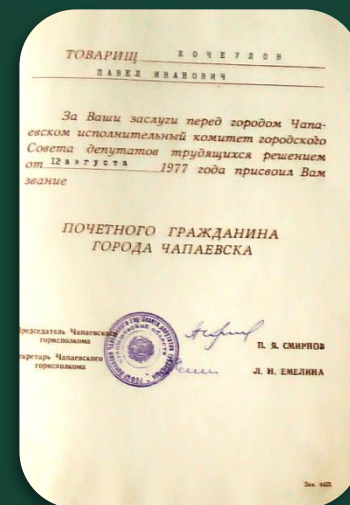 ТОВАРИЩ КОЧЕУЛОВ
ПАВЕЛ ИВАНОВИЧ
За Ваши заслуги перед городом Чапа-
евском исполнительный комитет городского
Совета депутатов трудящихся решением
от 12 августа 1977 года присвоил Вам
звание
ПОЧЕТНОГО ГРАЖДАНИНА
ГОРОДА ЧАПАЕВСКА
Председатель Чапаевского
горисполкома
П. Я. СМИРНОВ
Секретарь Чапаевского
горисполкома
Л. Н. ЕМЕЛИНА